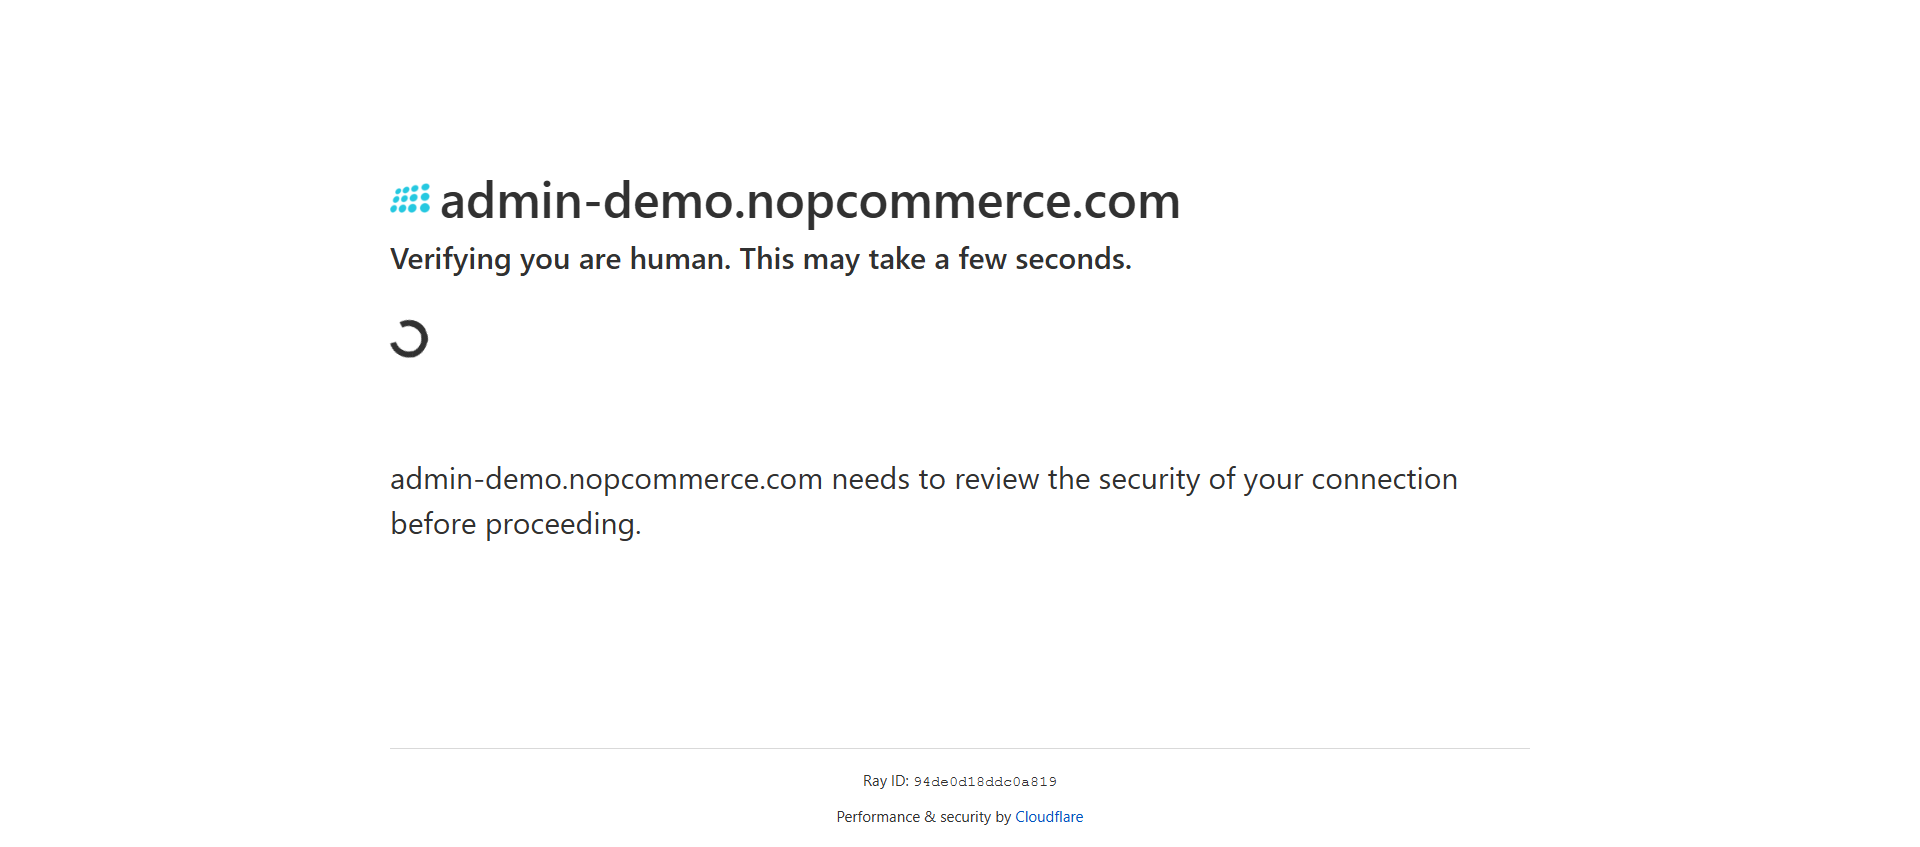 admin-demo.nopcommerce.com
Verifying you are human. This may take a few seconds.
admin-demo.nopcommerce.com needs to review the security of your connection
before proceeding.
Ray ID: 94de0d18ddc0a819
Performance & security by Cloudflare